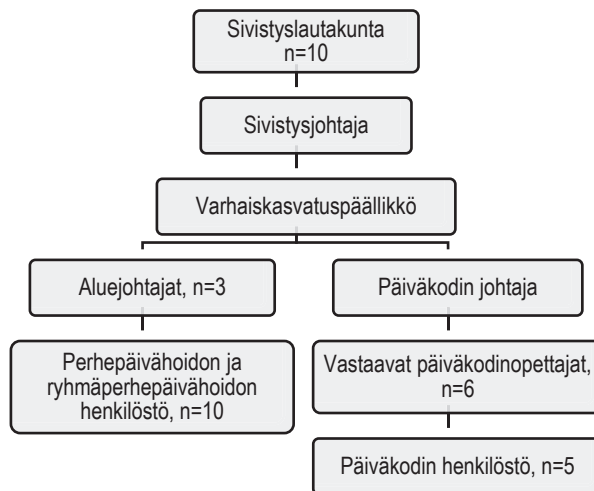 Sivistyslautakunta
n=10
Sivistysjohtaja
Varhaiskasvatuspäällikkö
Aluejohtajat, n=3
Päiväkodin johtaja
Perhepäivähoidon ja
ryhmäperhepäivähoidon
henkilöstö, n=10
Vastaavat päiväkodinopettajat,
n=6
Päiväkodin henkilöstö, n=5